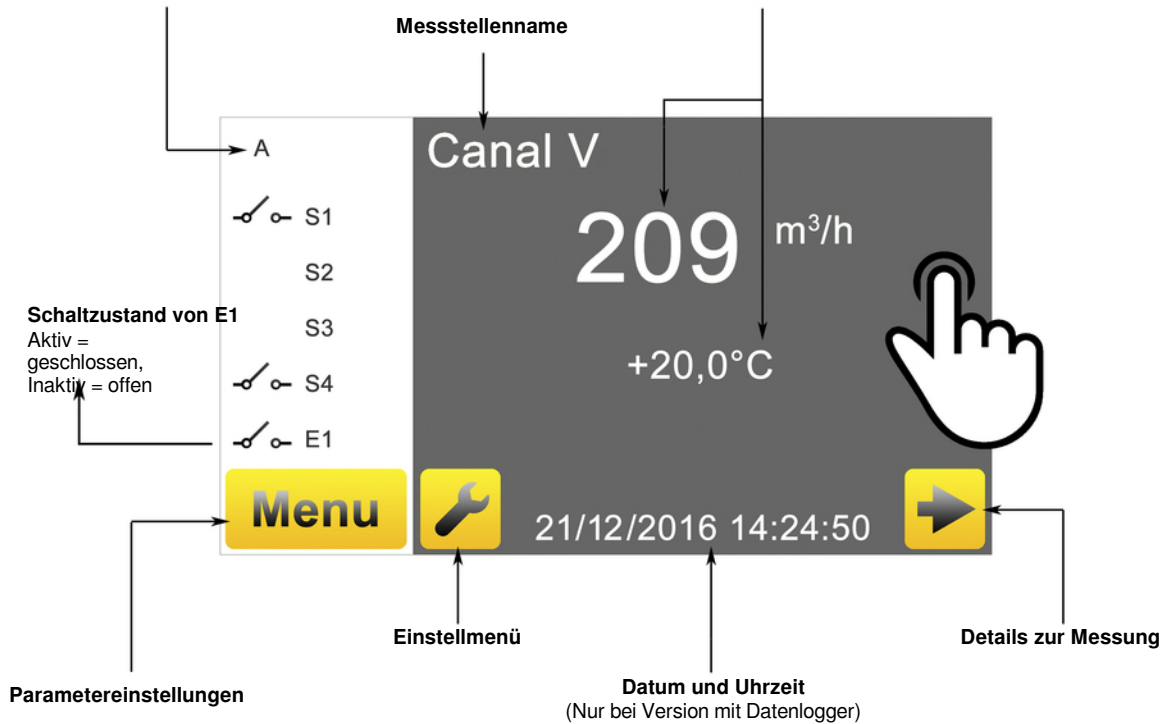 Messstellenname
A
Canal V
S1
209 m³/h
S2
Schaltzustand von E1
Aktiv =
geschlossen,
Inaktiv = offen
S3
+20,0°C
S4
E1
Menu
21/12/2016 14:24:50
Einstellmenü
Details zur Messung
Parametereinstellungen
Datum und Uhrzeit
(Nur bei Version mit Datenlogger)